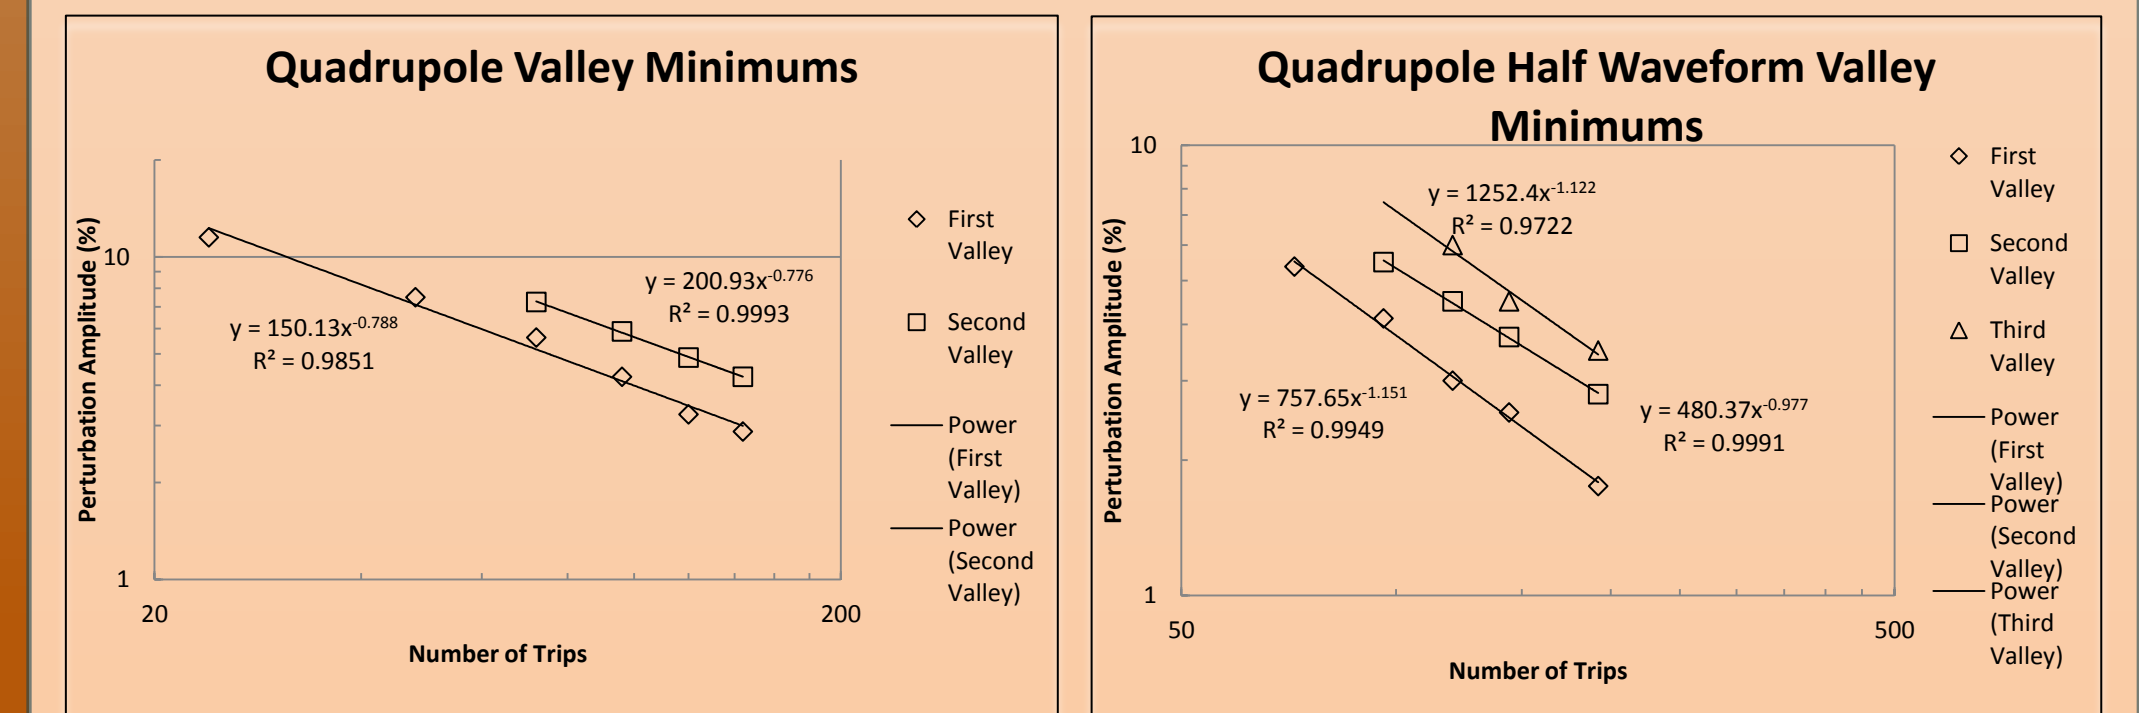 Quadrupole Valley Minimums
Perturbation Amplitude (%)
10
1
20
200
Number of Trips
y = 150.13x^-0.788
R² = 0.9851
y = 200.93x^-0.776
R² = 0.9993
First
Valley
Second
Valley
Power
(First
Valley)
Power
(Second
Valley)
Quadrupole Half Waveform Valley
Minimums
Perturbation Amplitude (%)
10
1
50
500
Number of Trips
y = 1252.4x^-1.122
R² = 0.9722
y = 757.65x^-1.151
R² = 0.9949
y = 480.37x^-0.977
R² = 0.9991
First
Valley
Second
Valley
Third
Valley
Power
(First
Valley)
Power
(Second
Valley)
Power
(Third
Valley)